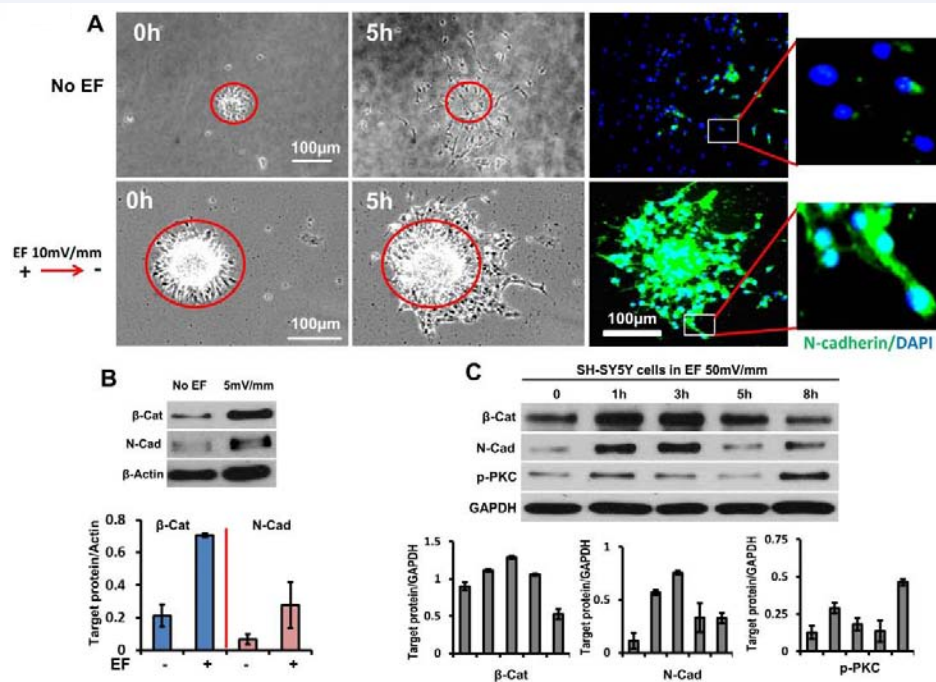 A
0h
5h
No EF
100µm
0h
5h
EF 10mV/mm
+ -
100µm
100µm
N-cadherin/DAPI
B
No EF 5mV/mm
β-Cat
N-Cad
β-Actin
Target protein/Actin
0.8
0.6
0.4
0.2
0
β-Cat N-Cad
EF - + - +
C
SH-SY5Y cells in EF 50mV/mm
0 1h 3h 5h 8h
β-Cat
N-Cad
p-PKC
GAPDH
Target protein/GAPDH
1.5
1
0.5
0
β-Cat
Target protein/GAPDH
1
0.5
0
N-Cad
Target protein/GAPDH
0.5
0.25
0
p-PKC